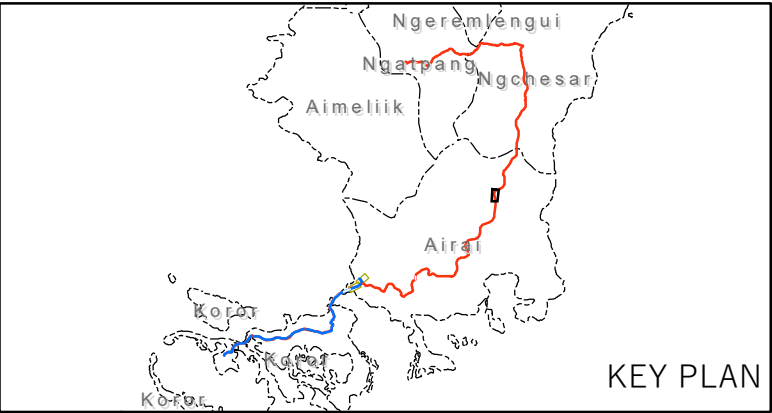 Ngeremlengui
Ngatpang
Ngchesar
Aimeliik
Airai
Koror
Koror
KEY PLAN
Koror